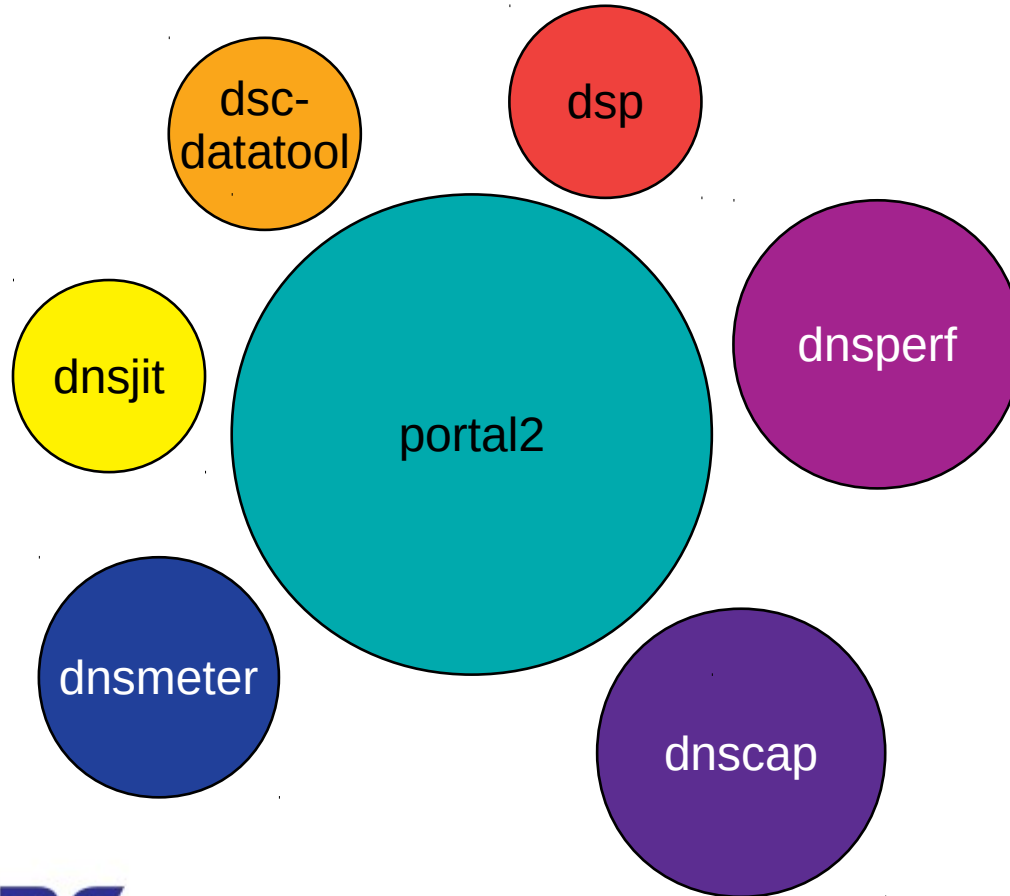 dsc-
datatool
dsp
dnsperf
dnsjit
portal2
dnsmeter
dnscap